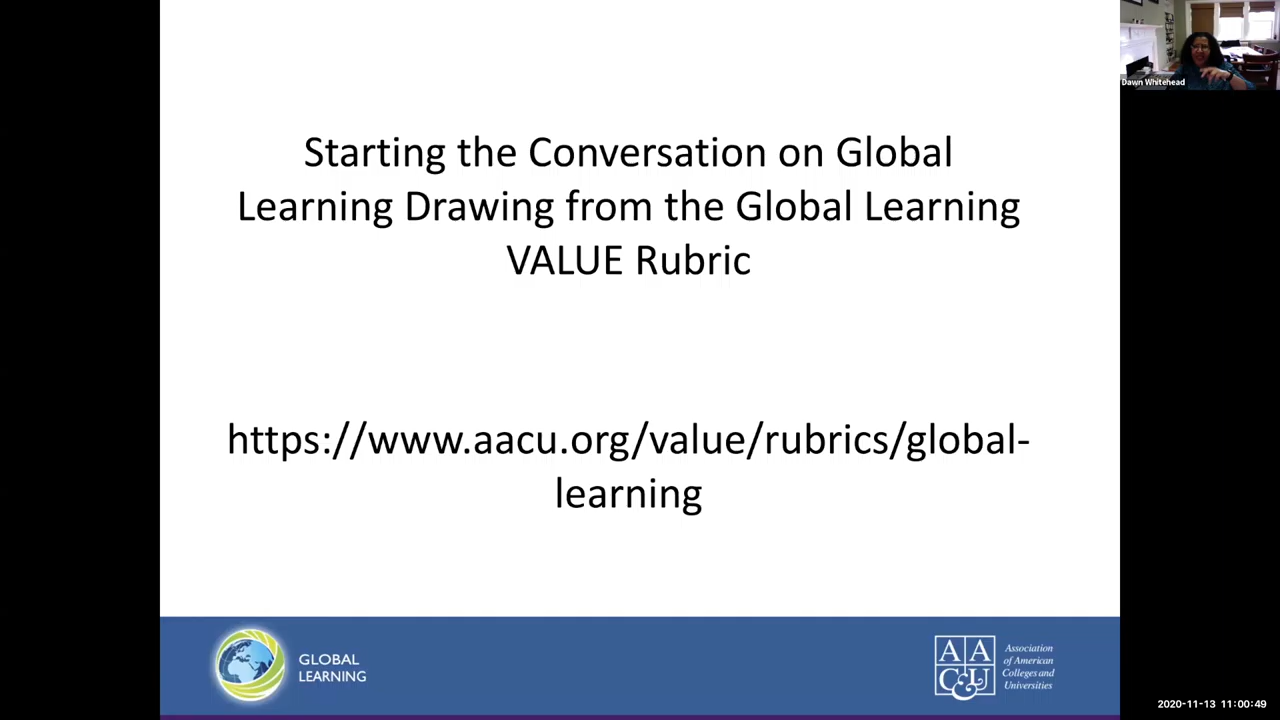 Dawn Whitehead
Starting the Conversation on Global
Learning Drawing from the Global Learning
VALUE Rubric
https://www.aacu.org/value/rubrics/global-
learning
GLOBAL
LEARNING
AA
C&U
Association
of American
Colleges and
Universities
2020-11-13 11:00:49